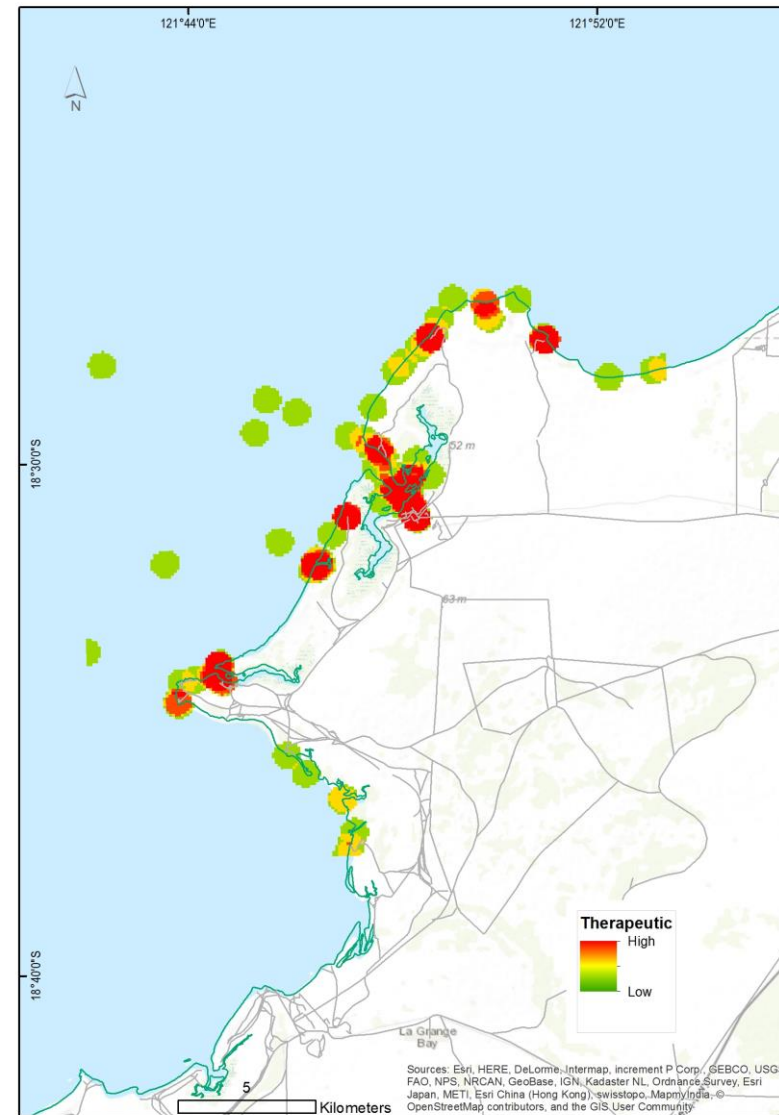 121°44'0"E
121°52'0"E
N
18°30'0"S
52 m
63 m
18°40'0"S
Therapeutic
High
Low
La Grange
Bay
5
Kilometers
Sources: Esri, HERE, DeLorme, Intermap, increment P Corp., GEBCO, USG
FAO, NPS, NRCAN, GeoBase, IGN, Kadaster NL, Ordnance Survey, Esri
Japan, METI, Esri China (Hong Kong), swisstopo, MapmyIndia, ©
OpenStreetMap contributors, and the GIS User Community